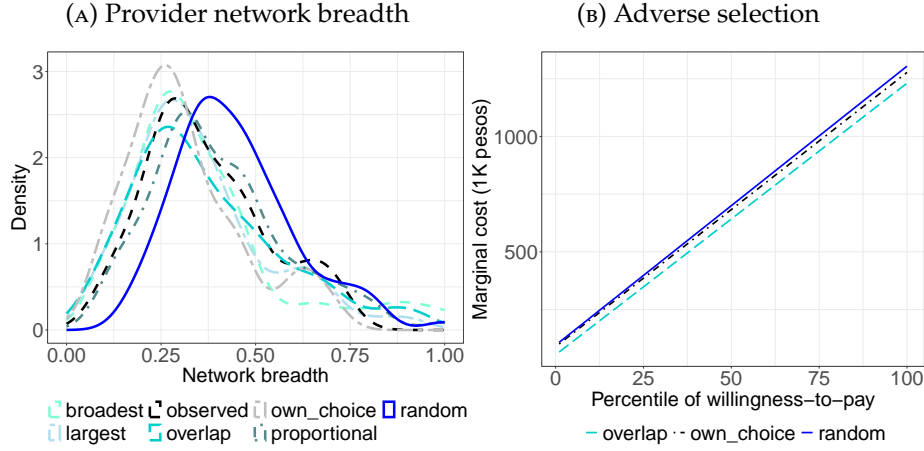 (A) Provider network breadth
Density
3
2
1
0
0.00 0.25 0.50 0.75 1.00
Network breadth
broadest observed own_choice random
largest overlap proportional
(B) Adverse selection
Marginal cost (1K pesos)
1000
500
0 25 50 75 100
Percentile of willingness−to−pay
overlap own_choice random